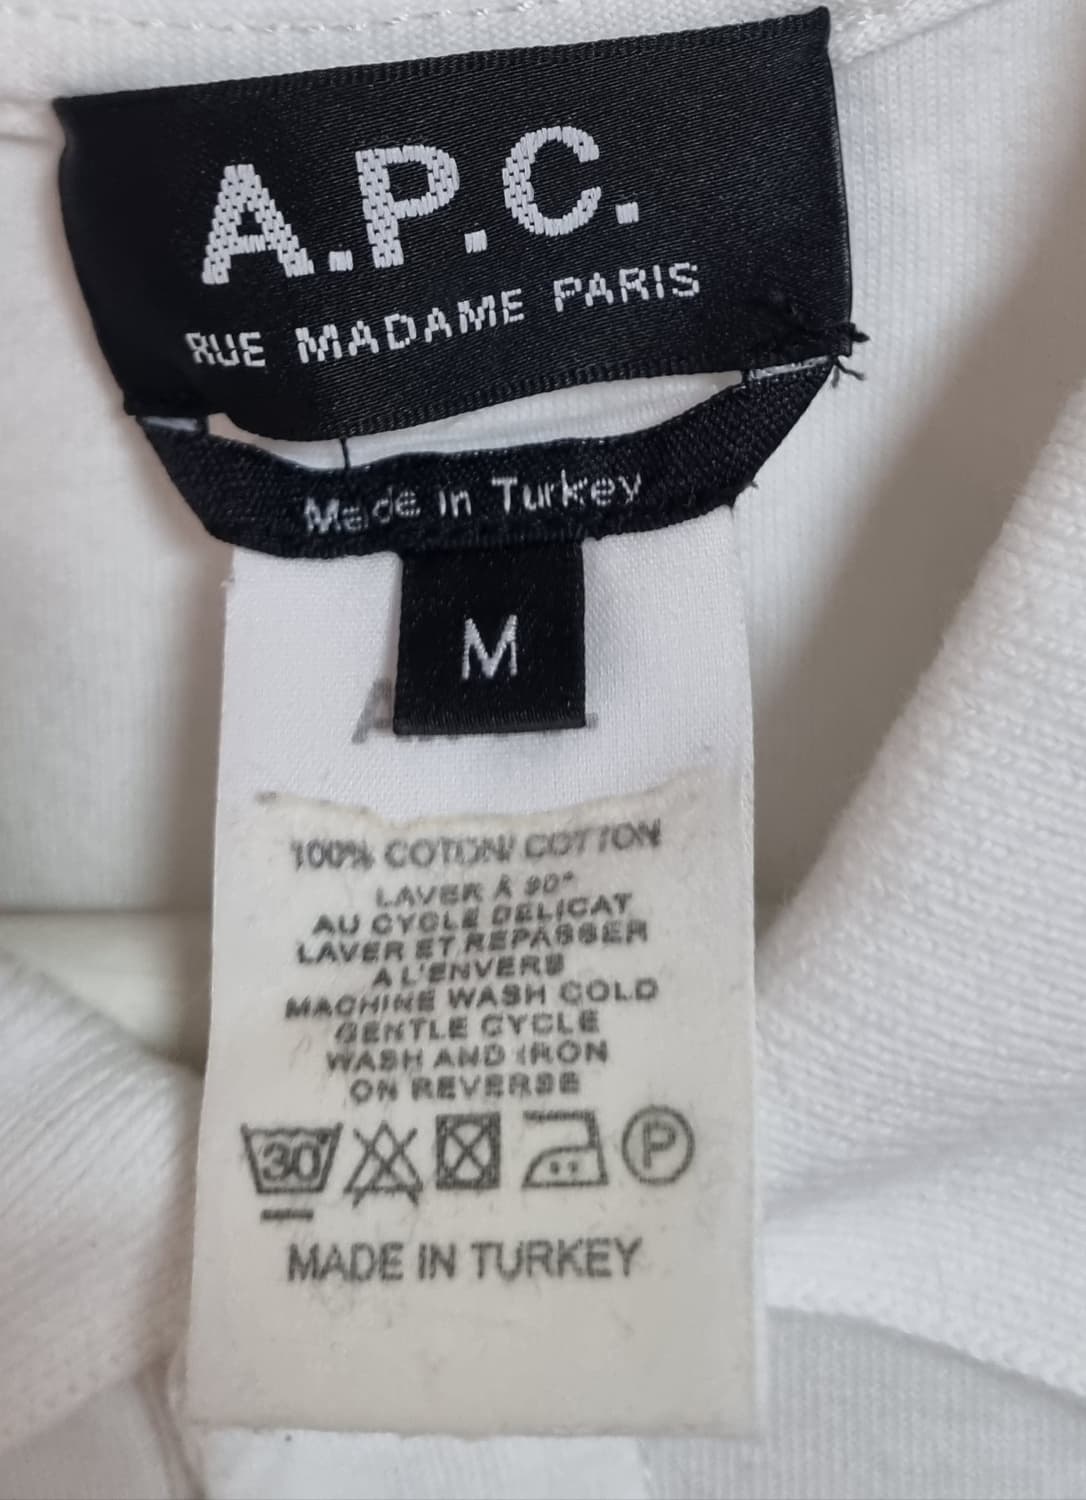 A.P.C.
RUE MADAME PARIS
Made in Turkey
M
100% COTON/ COTTON
LAVER À 30°
AU CYCLE DELICAT
LAVER ET REPASSER
A L'ENVERS
MACHINE WASH COLD
GENTLE CYCLE
WASH AND IRON
ON REVERSE
30
P
MADE IN TURKEY